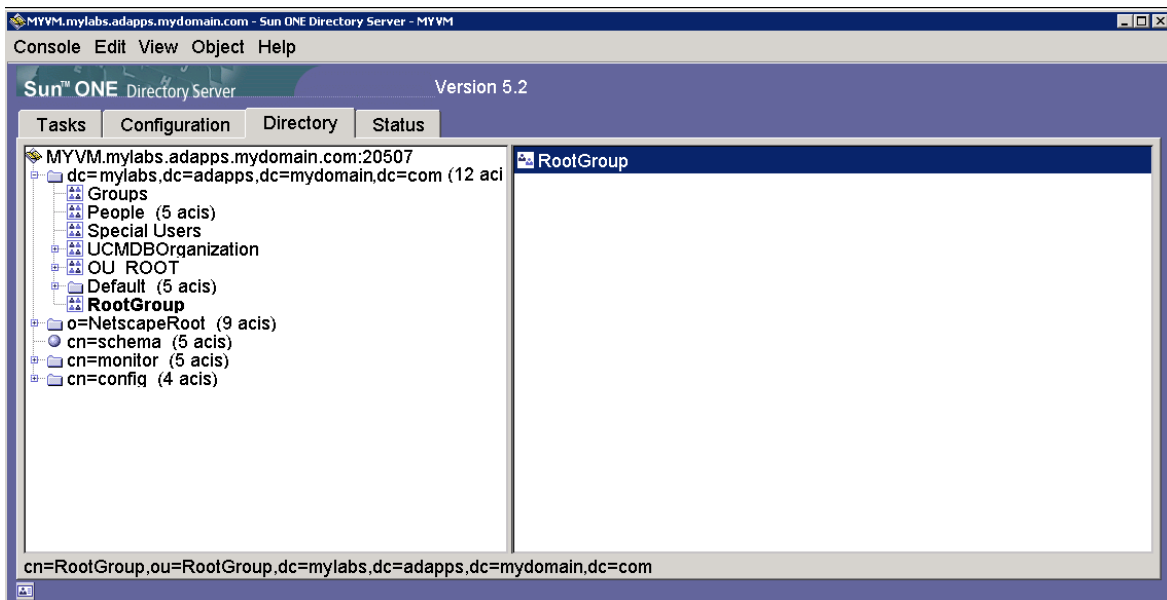 MYVM.mylabs.adapps.mydomain.com - Sun ONE Directory Server - MYVM
Console Edit View Object Help
Sun™ ONE Directory Server Version 5.2
Tasks Configuration Directory Status
MYVM.mylabs.adapps.mydomain.com:20507
dc=mylabs,dc=adapps,dc=mydomain,dc=com (12 aci
Groups
People (5 acis)
Special Users
UCMDBOrganization
OU_ROOT
Default (5 acis)
RootGroup
o=NetscapeRoot (9 acis)
cn=schema (5 acis)
cn=monitor (5 acis)
cn=config (4 acis)
RootGroup
cn=RootGroup,ou=RootGroup,dc=mylabs,dc=adapps,dc=mydomain,dc=com